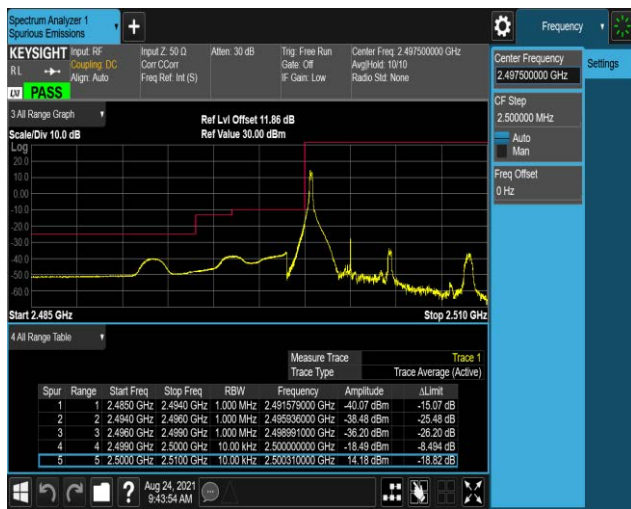 Spectrum Analyzer 1
Spurious Emissions
Frequency
KEYSIGHT Input: RF Input Z: 50 Ω Atten: 30 dB Trig: Free Run Center Freq: 2.497500000 GHz
RL Coupling: DC Corr CCorr Gate: Off Avg|Hold: 10/10
Align: Auto Freq Ref: Int (S) IF Gain: Low Radio Std: None
LXI PASS
3 All Range Graph
Ref Lvl Offset 11.86 dB
Scale/Div 10.0 dB Ref Value 30.00 dBm
Log
20.0
10.0
0.00
-10.0
-20.0
-30.0
-40.0
-50.0
-60.0
Start 2.485 GHz Stop 2.510 GHz
4 All Range Table
Measure Trace Trace 1
Trace Type Trace Average (Active)
Spur Range Start Freq Stop Freq RBW Frequency Amplitude ΔLimit
1 1 2.4850 GHz 2.4940 GHz 1.000 MHz 2.491579000 GHz -40.07 dBm -15.07 dB
2 2 2.4940 GHz 2.4960 GHz 1.000 MHz 2.495936000 GHz -38.48 dBm -25.48 dB
3 3 2.4960 GHz 2.4990 GHz 1.000 MHz 2.498991000 GHz -36.20 dBm -26.20 dB
4 4 2.4990 GHz 2.5000 GHz 10.00 kHz 2.500000000 GHz -18.49 dBm -8.494 dB
5 5 2.5000 GHz 2.5100 GHz 10.00 kHz 2.500310000 GHz 14.18 dBm -18.82 dB
Aug 24, 2021
9:43:54 AM
?
Center Frequency
2.497500000 GHz
Settings
CF Step
2.500000 MHz
Auto
Man
Freq Offset
0 Hz